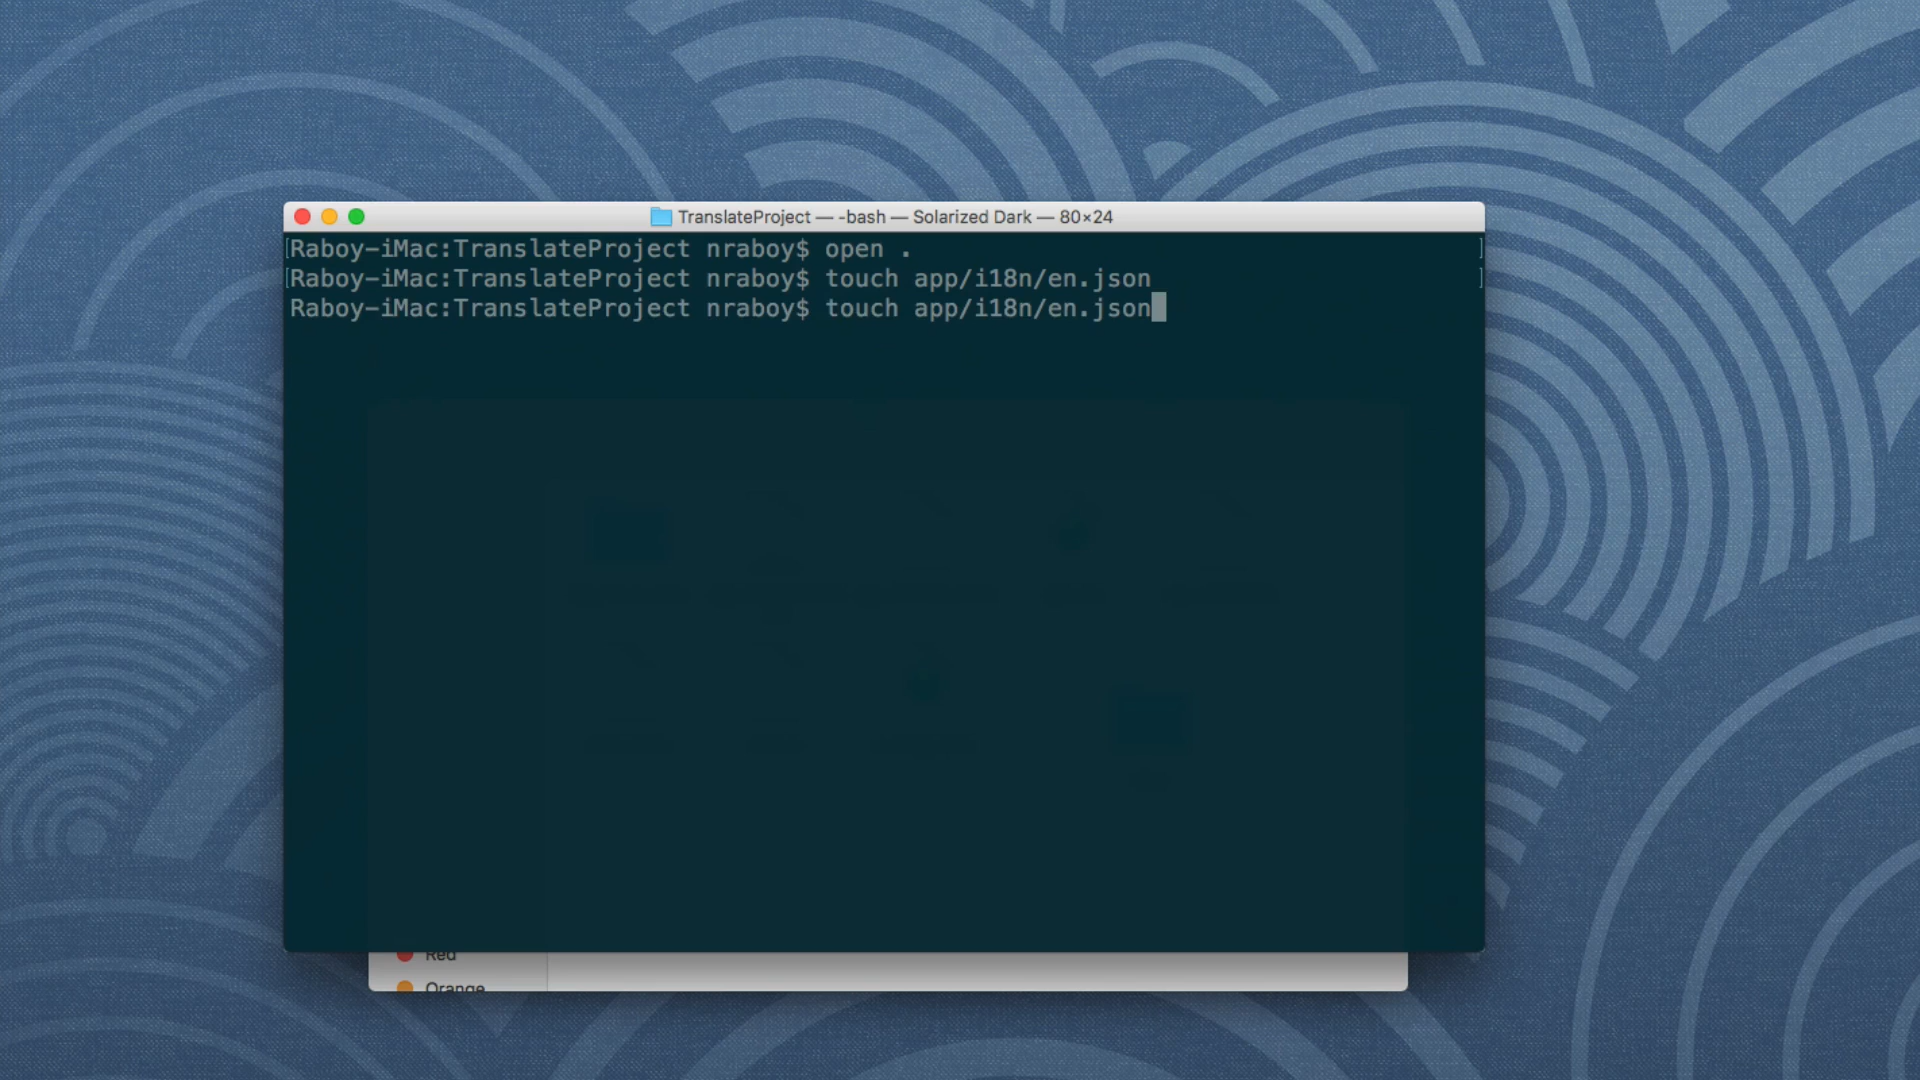 TranslateProject — -bash — Solarized Dark — 80×24
Raboy-iMac:TranslateProject nraboy$ open .
Raboy-iMac:TranslateProject nraboy$ touch app/i18n/en.json
Raboy-iMac:TranslateProject nraboy$ touch app/i18n/en.json
Red
Orange